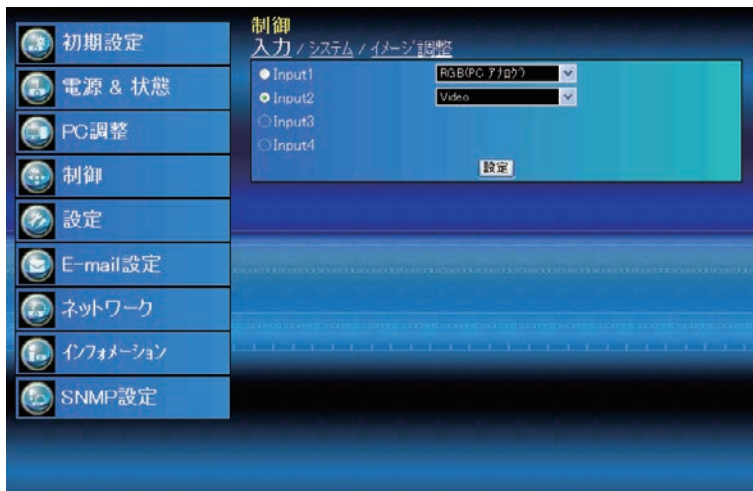 初期設定
電源 & 状態
PC調整
制御
設定
E-mail設定
ネットワーク
インフォメーション
SNMP設定
制御
入力 / システム / イメージ調整
Input1 RGB(PC アナログ)
Input2 Video
Input3
Input4
設定